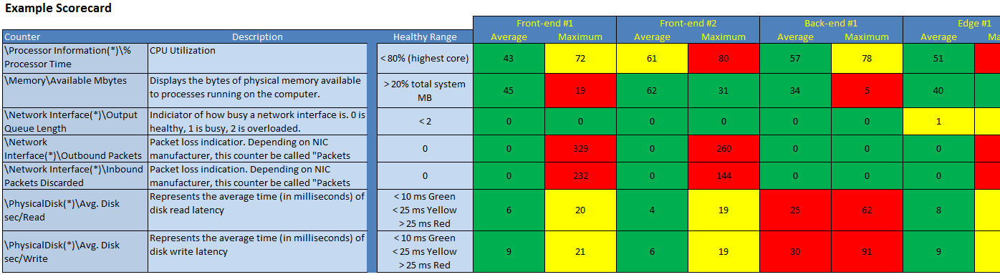 Example Scorecard
Front-end #1 Front-end #2 Back-end #1 Edge #1
Counter Description Healthy Range Average Maximum Average Maximum Average Maximum Average Ma
\Processor Information(*)\% CPU Utilization
Processor Time
< 80% (highest core) 43 72 61 80 57 78 51
\Memory\Available Mbytes Displays the bytes of physical memory available
to processes running on the computer.
> 20% total system
MB
45 19 62 31 34 5 40
\Network Interface(*)\Output Indiciator of how busy a network interface is. 0 is
Queue Length healthy, 1 is busy, 2 is overloaded.
< 2 0 0 0 0 0 0 1
\Network Packet loss indication. Depending on NIC
Interface(*)\Outbound Packets manufacturer, this counter be called "Packets
0 0 329 0 260 0 0 0
\Network Interface(*)\Inbound Packet loss indication. Depending on NIC
Packets Discarded manufacturer, this counter be called "Packets
0 0 232 0 144 0 0 0
\PhysicalDisk(*)\Avg. Disk
sec/Read
Represents the average time (in milliseconds) of
disk read latency
< 10 ms Green
< 25 ms Yellow
> 25 ms Red
6 20 4 19 25 62 8
\PhysicalDisk(*)\Avg. Disk
sec/Write
Represents the average time (in milliseconds) of
disk write latency
< 10 ms Green
< 25 ms Yellow
> 25 ms Red
9 21 6 19 30 91 9